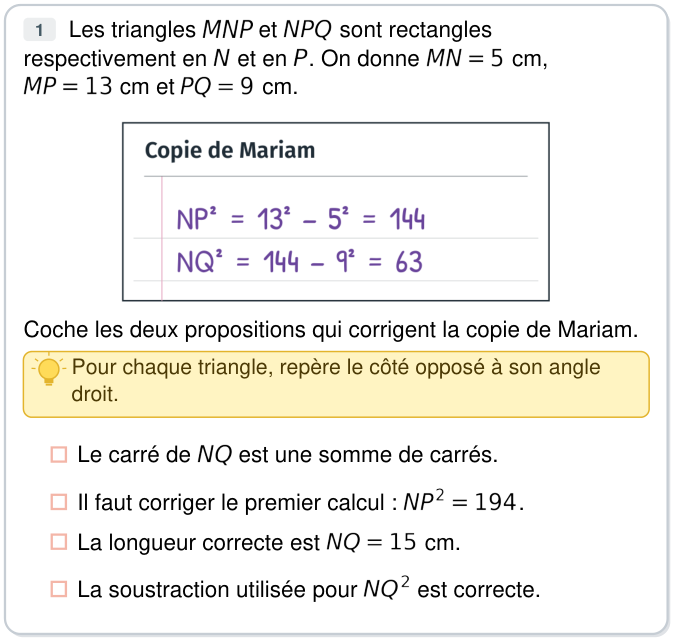 1 Les triangles MNP et NPQ sont rectangles
respectivement en N et en P. On donne MN = 5 cm,
MP = 13 cm et PQ = 9 cm.
Copie de Mariam
NP² = 13² − 5² = 144
NQ² = 144 − 9² = 63
Coche les deux propositions qui corrigent la copie de Mariam.
Pour chaque triangle, repère le côté opposé à son angle
droit.
Le carré de NQ est une somme de carrés.
Il faut corriger le premier calcul : NP² = 194.
La longueur correcte est NQ = 15 cm.
La soustraction utilisée pour NQ² est correcte.